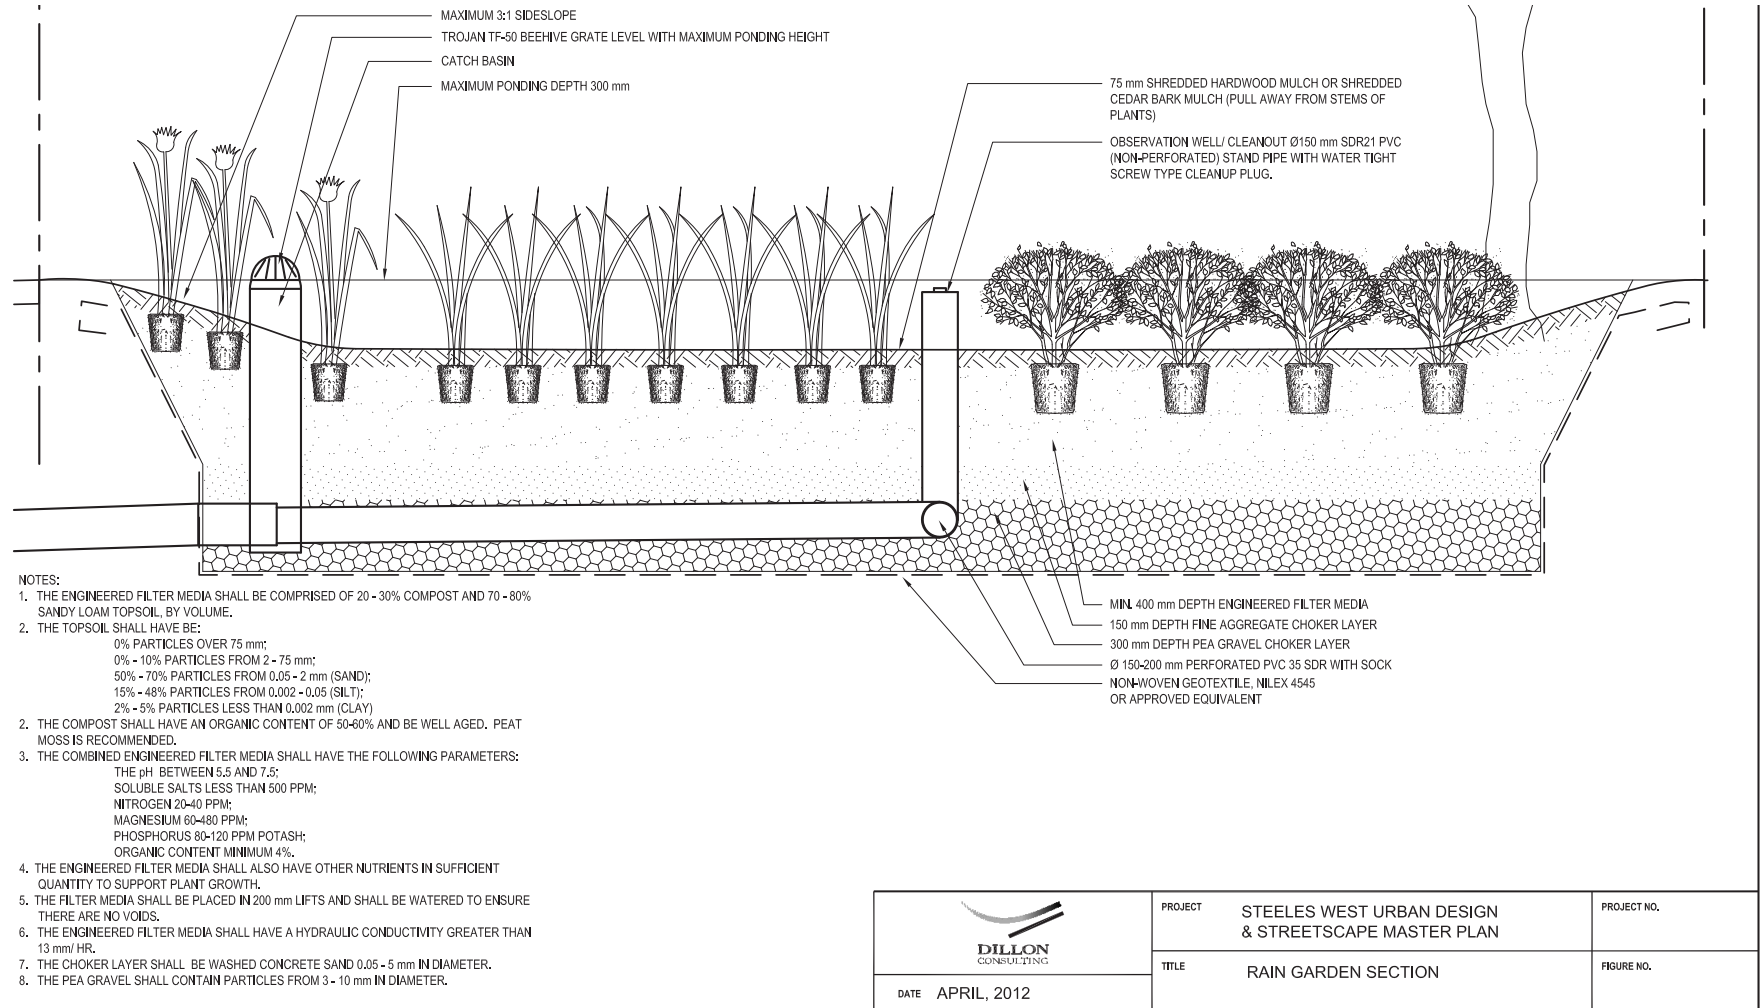 MAXIMUM 3:1 SIDESLOPE
TROJAN TF-50 BEEHIVE GRATE LEVEL WITH MAXIMUM PONDING HEIGHT
CATCH BASIN
MAXIMUM PONDING DEPTH 300 mm
75 mm SHREDDED HARDWOOD MULCH OR SHREDDED
CEDAR BARK MULCH (PULL AWAY FROM STEMS OF
PLANTS)
OBSERVATION WELL/ CLEANOUT Ø150 mm SDR21 PVC
(NON-PERFORATED) STAND PIPE WITH WATER TIGHT
SCREW TYPE CLEANUP PLUG.
MIN. 400 mm DEPTH ENGINEERED FILTER MEDIA
150 mm DEPTH FINE AGGREGATE CHOKER LAYER
300 mm DEPTH PEA GRAVEL CHOKER LAYER
Ø 150-200 mm PERFORATED PVC 35 SDR WITH SOCK
NON-WOVEN GEOTEXTILE, NILEX 4545
OR APPROVED EQUIVALENT
NOTES:
1. THE ENGINEERED FILTER MEDIA SHALL BE COMPRISED OF 20 - 30% COMPOST AND 70 - 80%
SANDY LOAM TOPSOIL, BY VOLUME.
2. THE TOPSOIL SHALL HAVE BE:
0% PARTICLES OVER 75 mm;
0% - 10% PARTICLES FROM 2 - 75 mm;
50% - 70% PARTICLES FROM 0.05 - 2 mm (SAND);
15% - 48% PARTICLES FROM 0.002 - 0.05 (SILT);
2% - 5% PARTICLES LESS THAN 0.002 mm (CLAY)
2. THE COMPOST SHALL HAVE AN ORGANIC CONTENT OF 50-60% AND BE WELL AGED. PEAT
MOSS IS RECOMMENDED.
3. THE COMBINED ENGINEERED FILTER MEDIA SHALL HAVE THE FOLLOWING PARAMETERS:
THE pH BETWEEN 5.5 AND 7.5;
SOLUBLE SALTS LESS THAN 500 PPM;
NITROGEN 20-40 PPM;
MAGNESIUM 60-480 PPM;
PHOSPHORUS 80-120 PPM POTASH;
ORGANIC CONTENT MINIMUM 4%.
4. THE ENGINEERED FILTER MEDIA SHALL ALSO HAVE OTHER NUTRIENTS IN SUFFICIENT
QUANTITY TO SUPPORT PLANT GROWTH.
5. THE FILTER MEDIA SHALL BE PLACED IN 200 mm LIFTS AND SHALL BE WATERED TO ENSURE
THERE ARE NO VOIDS.
6. THE ENGINEERED FILTER MEDIA SHALL HAVE A HYDRAULIC CONDUCTIVITY GREATER THAN
13 mm/ HR.
7. THE CHOKER LAYER SHALL BE WASHED CONCRETE SAND 0.05 - 5 mm IN DIAMETER.
8. THE PEA GRAVEL SHALL CONTAIN PARTICLES FROM 3 - 10 mm IN DIAMETER.
DILLON
CONSULTING
DATE APRIL, 2012
PROJECT STEELES WEST URBAN DESIGN
& STREETSCAPE MASTER PLAN
TITLE RAIN GARDEN SECTION
PROJECT NO.
FIGURE NO.